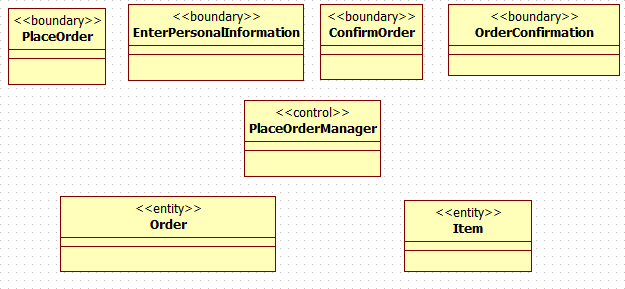 <<boundary>>
PlaceOrder
<<boundary>>
EnterPersonalInformation
<<boundary>>
ConfirmOrder
<<boundary>>
OrderConfirmation
<<control>>
PlaceOrderManager
<<entity>>
Order
<<entity>>
Item